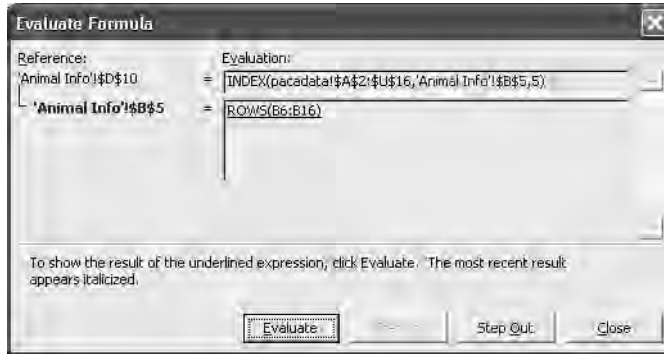 Evaluate Formula
Reference:
Evaluation:
'Animal Info'!$D$10
=
INDEX(pacadata!$A$2:$U$16,'Animal Info'!$B$5,5)
'Animal Info'!$B$5
=
ROWS(B6:B16)
To show the result of the underlined expression, click Evaluate. The most recent result
appears italicized.
Evaluate
Step Out
Close